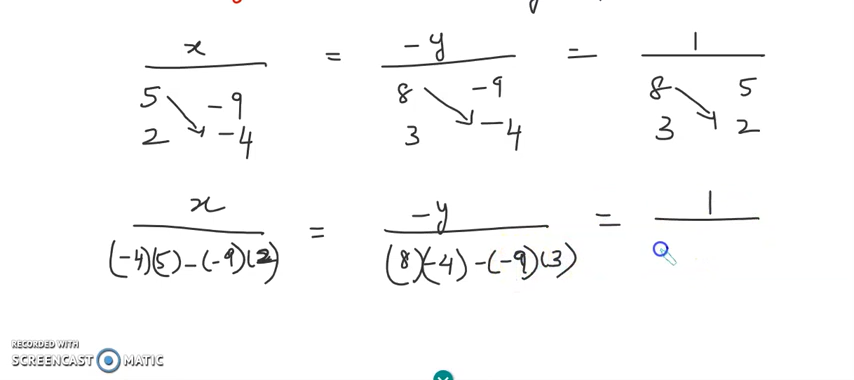 x = -y = 1
5 -9 8 -9 8 5
2 -4 3 -4 3 2
x = -y = 1
(-4)(5)-(-9)(2) (8)(-4)-(-9)(3)
RECORDED WITH
SCREENCAST MATIC